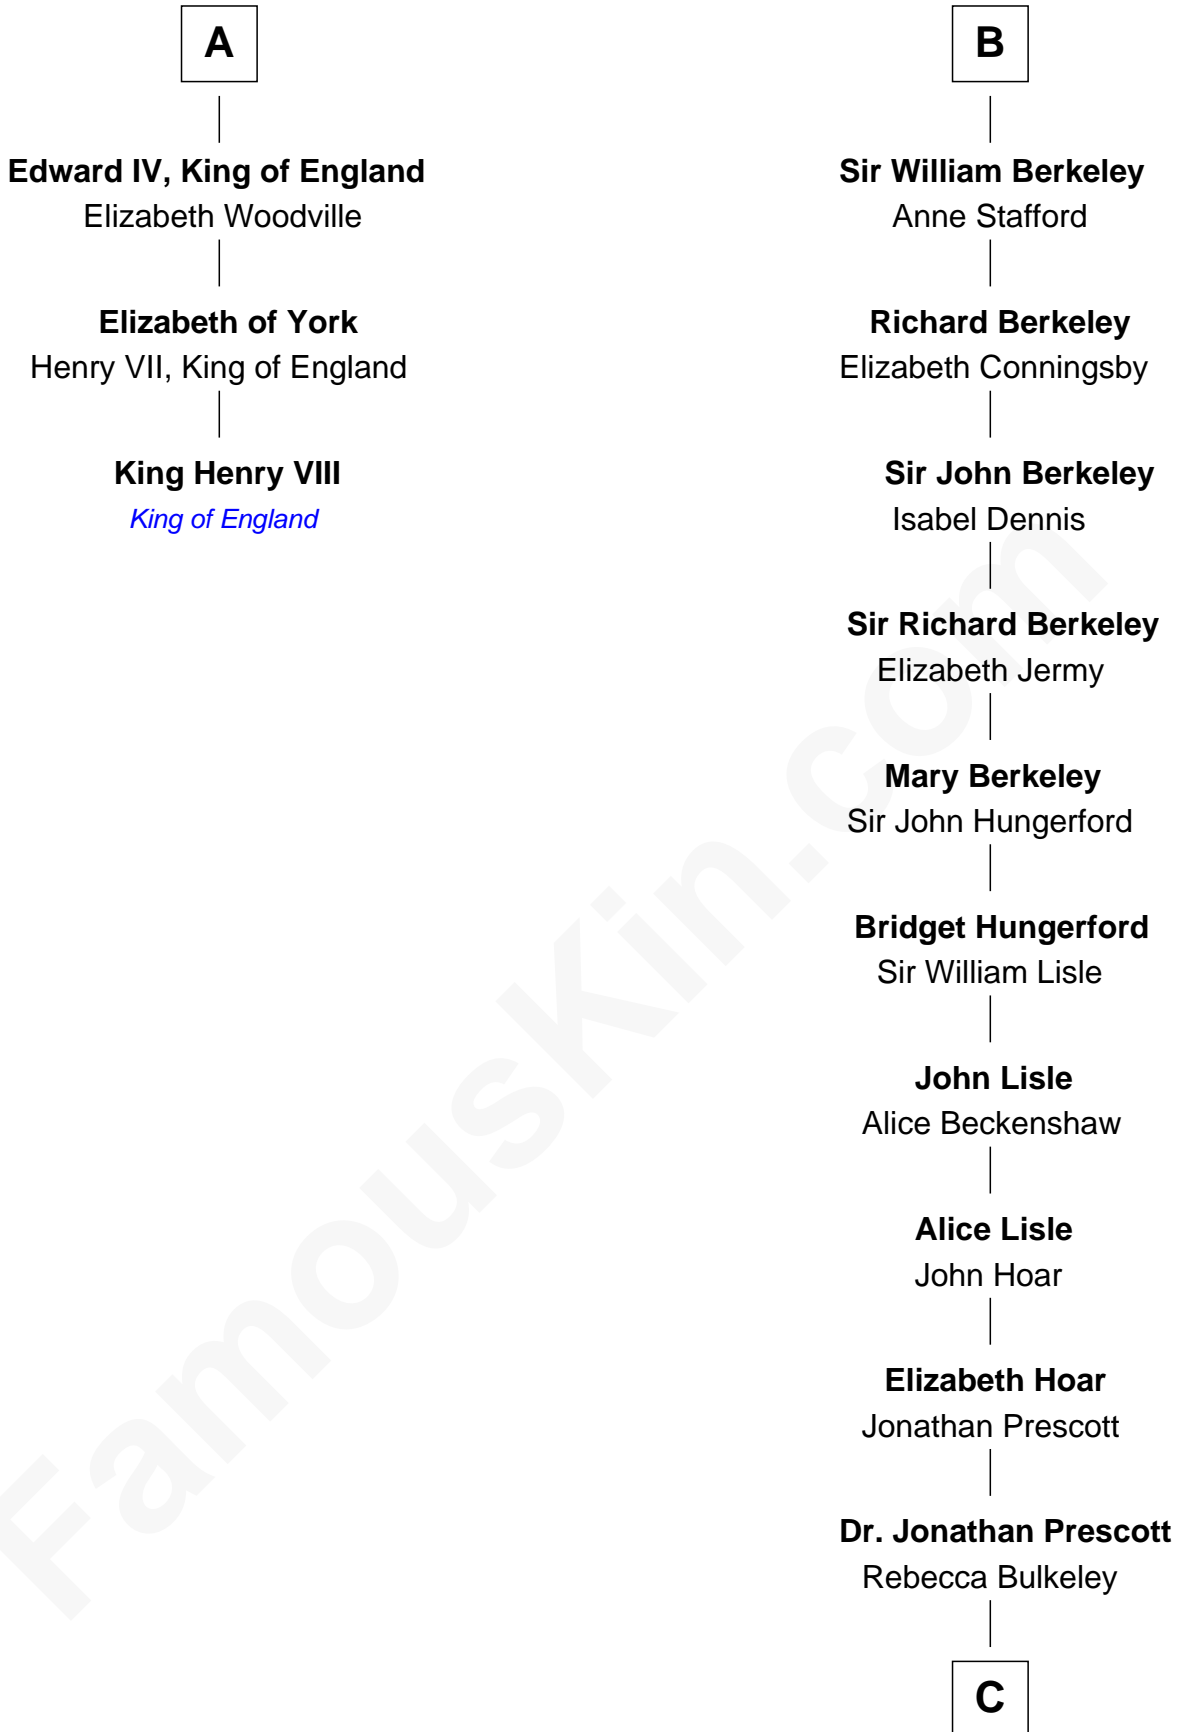 A
Edward IV, King of England
Elizabeth Woodville
Elizabeth of York
Henry VII, King of England
King Henry VIII
King of England
B
Sir William Berkeley
Anne Stafford
Richard Berkeley
Elizabeth Conningsby
Sir John Berkeley
Isabel Dennis
Sir Richard Berkeley
Elizabeth Jermy
Mary Berkeley
Sir John Hungerford
Bridget Hungerford
Sir William Lisle
John Lisle
Alice Beckenshaw
Alice Lisle
John Hoar
Elizabeth Hoar
Jonathan Prescott
Dr. Jonathan Prescott
Rebecca Bulkeley
C
FamousKin.com